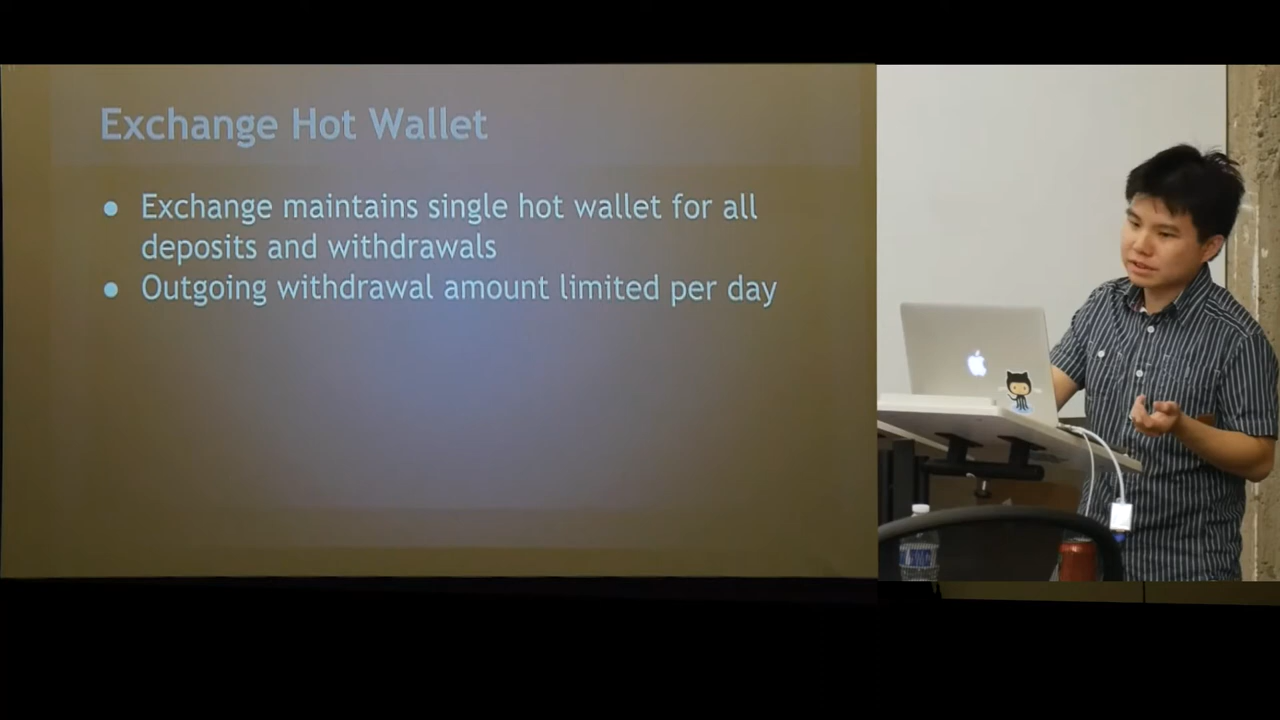 Exchange Hot Wallet
● Exchange maintains single hot wallet for all
deposits and withdrawals
● Outgoing withdrawal amount limited per day